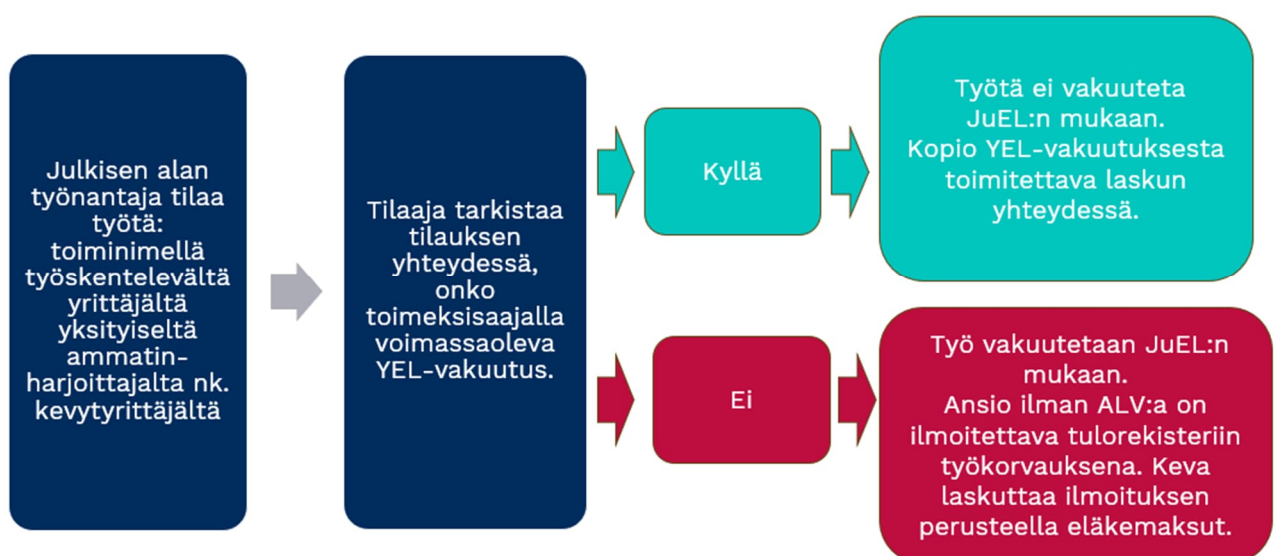 Julkisen alan
työnantaja tilaa
työtä:
toiminimellä
työskentelevältä
yrittäjältä
yksityiseltä
ammatin-
harjoittajalta nk.
kevytyrittäjältä
Tilaaja tarkistaa
tilauksen
yhteydessä,
onko
toimeksisaajalla
voimassaoleva
YEL-vakuutus.
Kyllä
Työtä ei vakuuteta
JuEL:n mukaan.
Kopio YEL-vakuutuksesta
toimitettava laskun
yhteydessä.
Ei
Työ vakuutetaan JuEL:n
mukaan.
Ansio ilman ALV:a on
ilmoitettava tulorekisteriin
työkorvauksena. Keva
laskuttaa ilmoituksen
perusteella eläkemaksut.